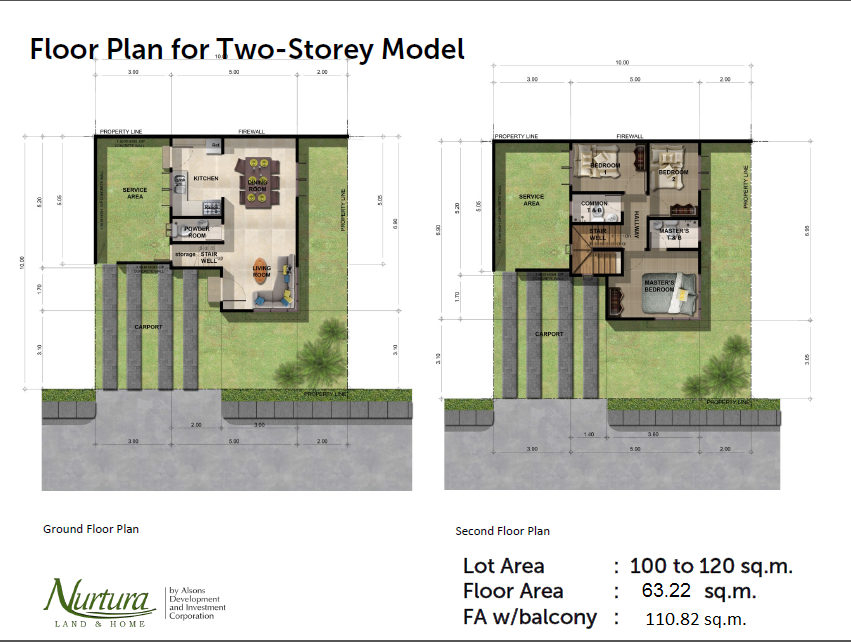 Floor Plan for Two-Storey Model
10.00
3.00 5.00 2.00
PROPERTY LINE FIREWALL
Ref.
KITCHEN
DINING
ROOM
SERVICE
AREA
POWDER
ROOM
storage STAIR
WELL
LIVING
ROOM
CARPORT
PROPERTY LINE
PROPERTY LINE
10.00
5.20
5.05
1.70
3.10
5.05
6.90
3.10
2.00 3.00
3.00 5.00 2.00
10.00
3.00 5.00 2.00
PROPERTY LINE FIREWALL
BEDROOM
1
BEDROOM
2
SERVICE
AREA
COMMON
T & B
HALLWAY
STAIR
WELL
MASTER'S
T & B
MASTER'S
BEDROOM
CARPORT
PROPERTY LINE
PROPERTY LINE
6.90
5.20
5.05
1.70
3.10
6.95
3.05
1.40 3.60
3.00 5.00 2.00
Ground Floor Plan
Second Floor Plan
Nurtura
LAND & HOME
by Alsons
Development
and Investment
Corporation
Lot Area : 100 to 120 sq.m.
Floor Area : 63.22 sq.m.
FA w/balcony : 110.82 sq.m.